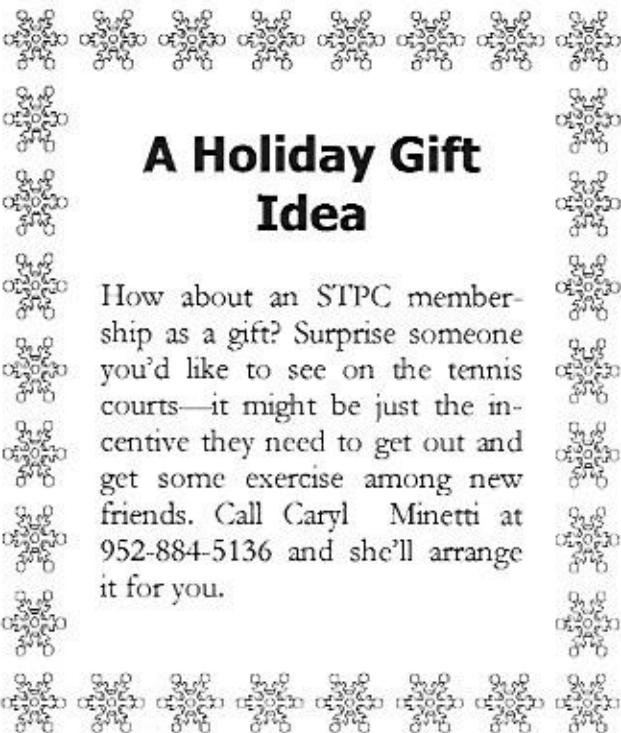 A Holiday Gift
Idea
How about an STPC member-
ship as a gift? Surprise someone
you'd like to see on the tennis
courts—it might be just the in-
centive they need to get out and
get some exercise among new
friends. Call Caryl Minetti at
952-884-5136 and she'll arrange
it for you.